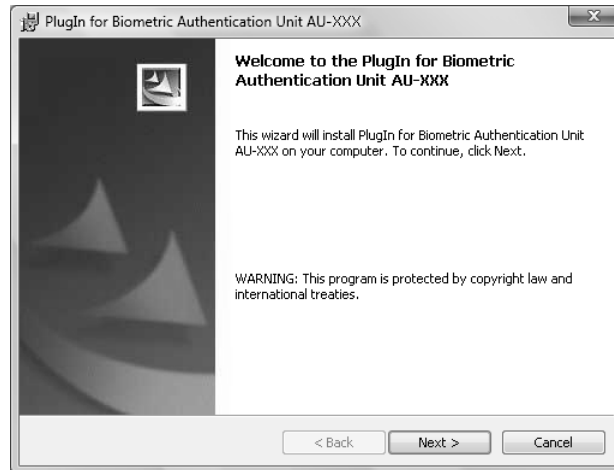 PlugIn for Biometric Authentication Unit AU-XXX
Welcome to the PlugIn for Biometric
Authentication Unit AU-XXX
This wizard will install PlugIn for Biometric Authentication Unit
AU-XXX on your computer. To continue, click Next.
WARNING: This program is protected by copyright law and
international treaties.
< Back
Next >
Cancel